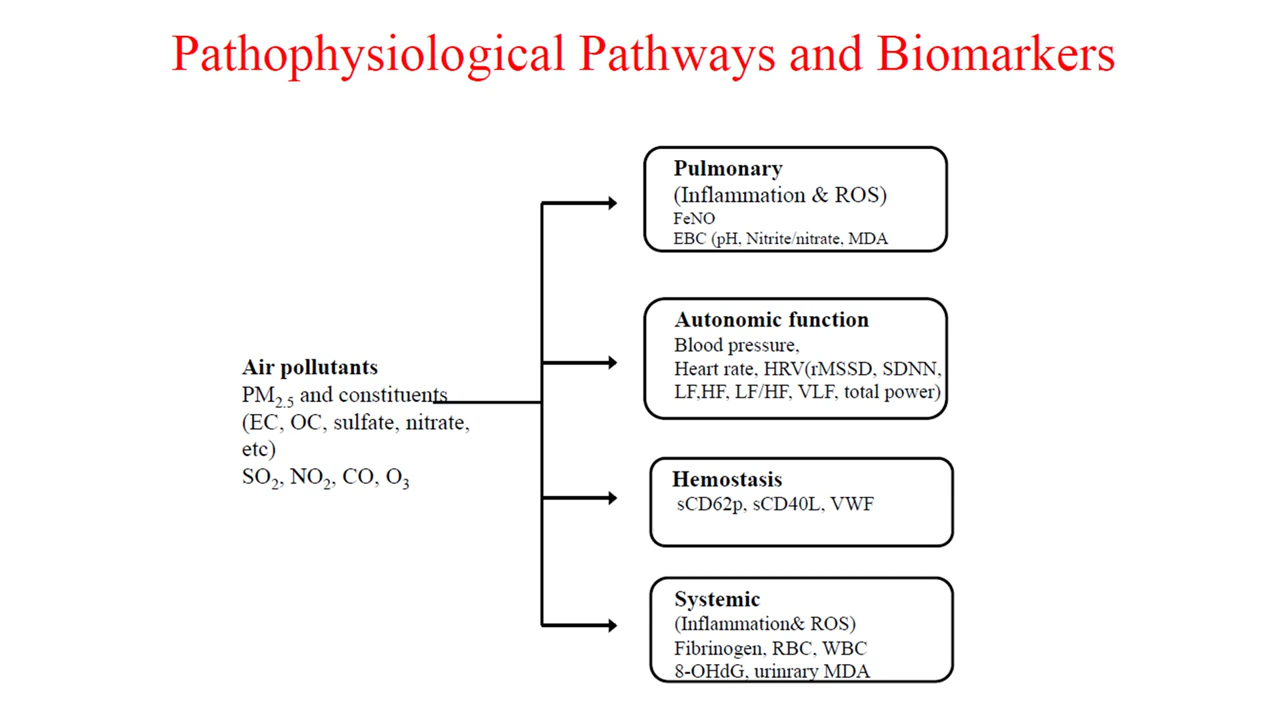 Pathophysiological Pathways and Biomarkers
Pulmonary
(Inflammation & ROS)
FeNO
EBC (pH, Nitrite/nitrate, MDA
Autonomic function
Blood pressure,
Heart rate, HRV(rMSSD, SDNN,
LF,HF, LF/HF, VLF, total power)
Air pollutants
PM2.5 and constituents
(EC, OC, sulfate, nitrate,
etc)
SO2, NO2, CO, O3
Hemostasis
sCD62p, sCD40L, VWF
Systemic
(Inflammation& ROS)
Fibrinogen, RBC, WBC
8-OHdG, urinrary MDA